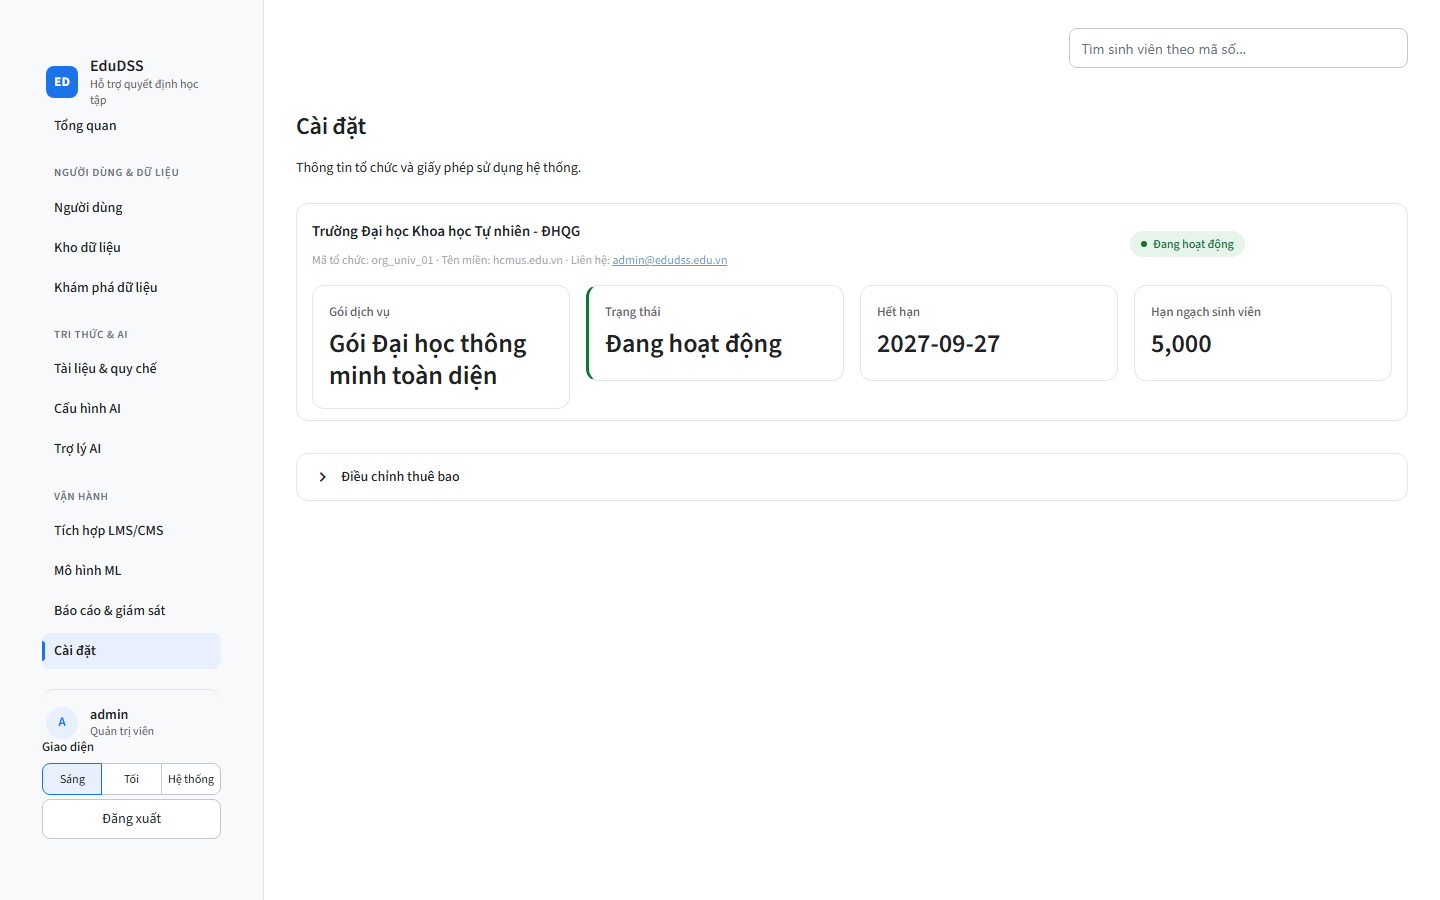 ED
EduDSS
Hỗ trợ quyết định học
tập
Tổng quan
NGƯỜI DÙNG & DỮ LIỆU
Người dùng
Kho dữ liệu
Khám phá dữ liệu
TRI THỨC & AI
Tài liệu & quy chế
Cấu hình AI
Trợ lý AI
VẬN HÀNH
Tích hợp LMS/CMS
Mô hình ML
Báo cáo & giám sát
Cài đặt
A
admin
Quản trị viên
Giao diện
Sáng
Tối
Hệ thống
Đăng xuất
Tìm sinh viên theo mã số...
Cài đặt
Thông tin tổ chức và giấy phép sử dụng hệ thống.
Trường Đại học Khoa học Tự nhiên - ĐHQG
Mã tổ chức: org_univ_01 · Tên miền: hcmus.edu.vn · Liên hệ: admin@edudss.edu.vn
Đang hoạt động
Gói dịch vụ
Gói Đại học thông
minh toàn diện
Trạng thái
Đang hoạt động
Hết hạn
2027-09-27
Hạn ngạch sinh viên
5,000
Điều chỉnh thuê bao